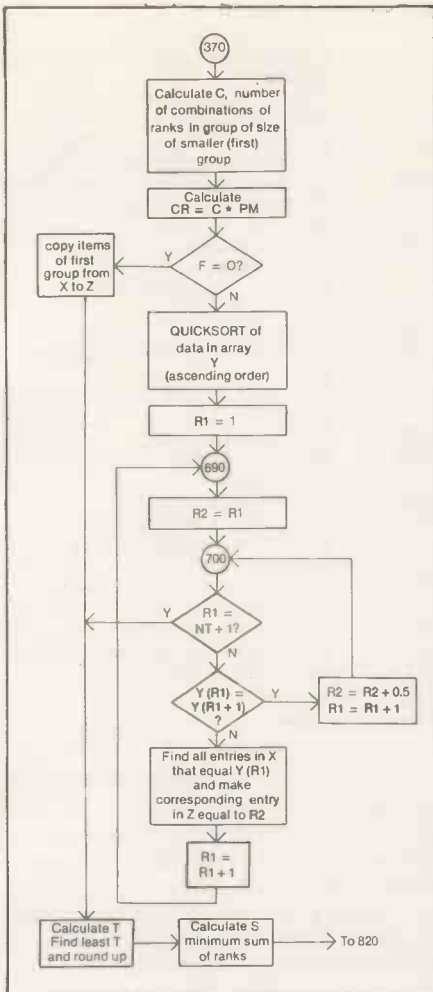 370
Calculate C, number
of combinations of
ranks in group of size
of smaller (first)
group
Calculate
CR = C * PM
copy items
of first
group from
X to Z
Y
F = O?
N
QUICKSORT of
data in array
Y
(ascending order)
R1 = 1
690
R2 = R1
700
Y
R1 =
NT + 1?
N
Y (R1) =
Y (R1 + 1)
?
Y
R2 = R2 + 0.5
R1 = R1 + 1
N
Find all entries in X
that equal Y (R1)
and make
corresponding entry
in Z equal to R2
R1 =
R1 + 1
Calculate T
Find least T
and round up
Calculate S
minimum sum
of ranks
To 820